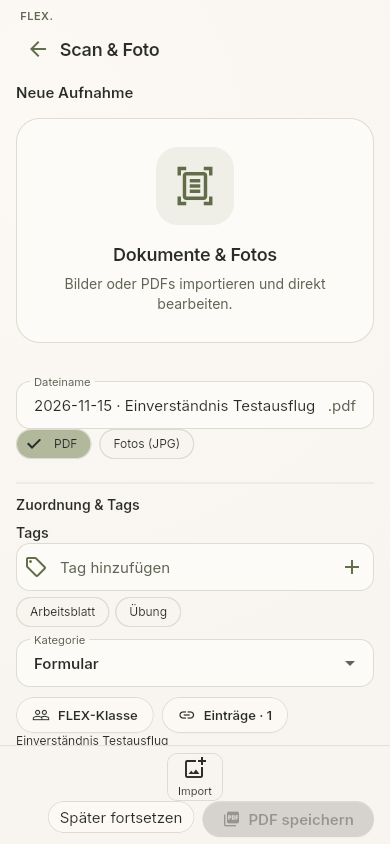 FLEX.
Scan & Foto
Neue Aufnahme
Dokumente & Fotos
Bilder oder PDFs importieren und direkt
bearbeiten.
Dateiname
2026-11-15 · Einverständnis Testausflug .pdf
PDF Fotos (JPG)
Zuordnung & Tags
Tags
Tag hinzufügen
Arbeitsblatt Übung
Kategorie
Formular
FLEX-Klasse Einträge · 1
Einverständnis Testausflug
Import
Später fortsetzen PDF speichern